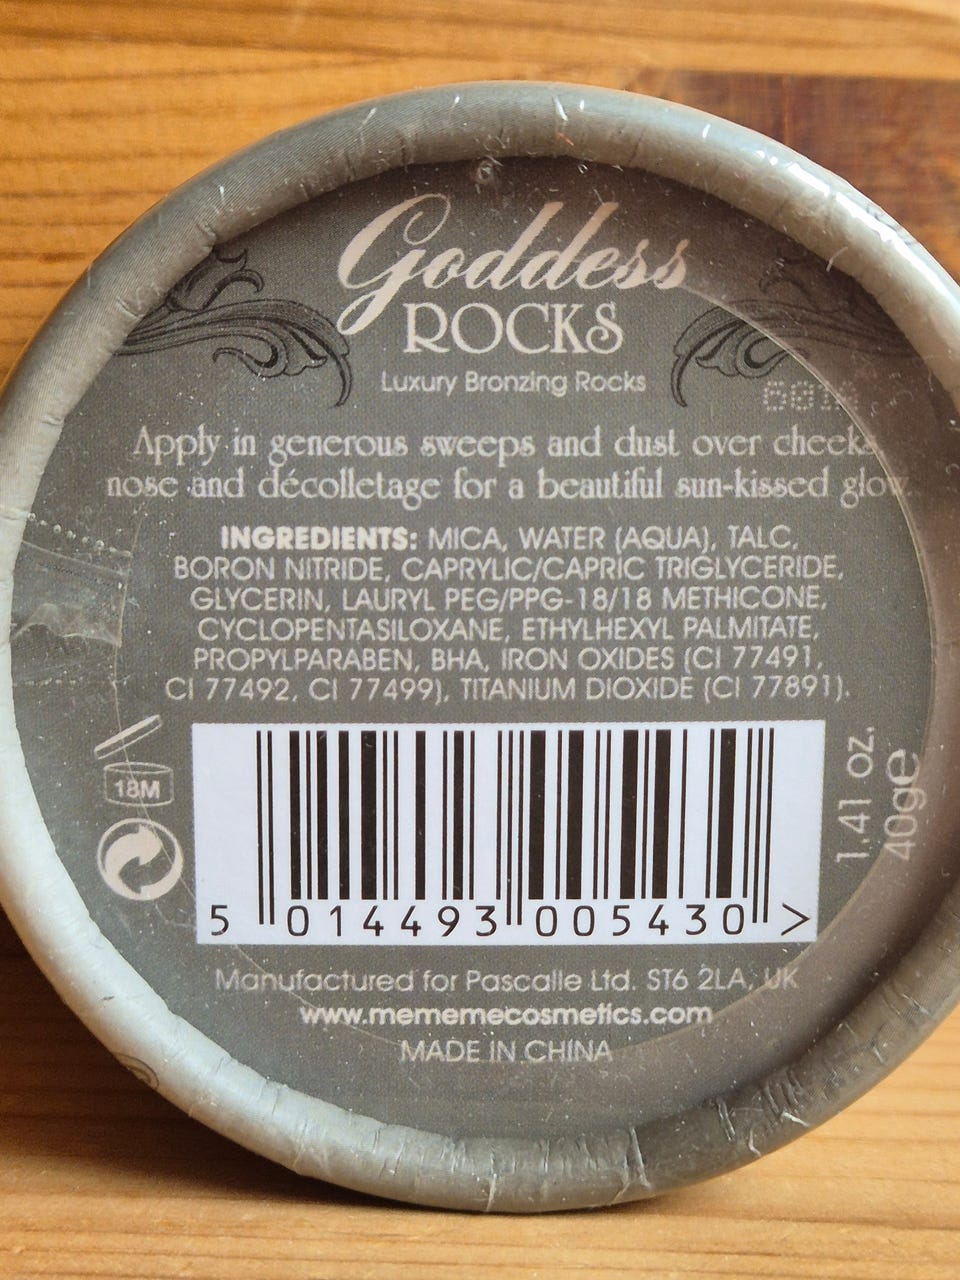 Goddess
ROCKS
Luxury Bronzing Rocks
Apply in generous sweeps and dust over cheeks
nose and décolletage for a beautiful sun-kissed glow.
INGREDIENTS: MICA, WATER (AQUA), TALC,
BORON NITRIDE, CAPRYLIC/CAPRIC TRIGLYCERIDE,
GLYCERIN, LAURYL PEG/PPG-18/18 METHICONE,
CYCLOPENTASILOXANE, ETHYLHEXYL PALMITATE,
PROPYLPARABEN, BHA, IRON OXIDES (CI 77491,
CI 77492, CI 77499), TITANIUM DIOXIDE (CI 77891).
18M
1.41 oz.
40ge
5 014493 005430 >
Manufactured for Pascalle Ltd. ST6 2LA, UK
www.mememecosmetics.com
MADE IN CHINA